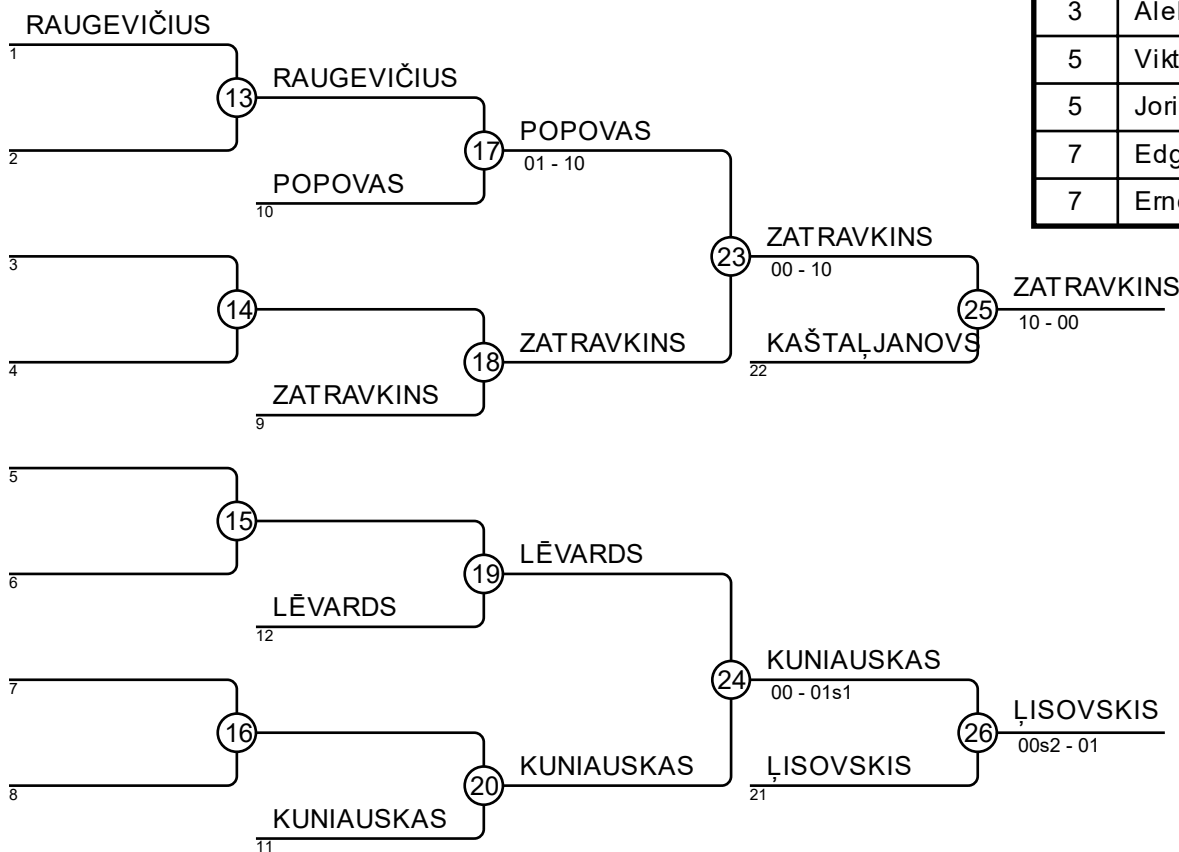 RAUGEVIČIUS
1
13
RAUGEVIČIUS
2
17
POPOVAS
01 - 10
POPOVAS
10
3
14
4
18
ZATRAVKINS
ZATRAVKINS
9
23
ZATRAVKINS
00 - 10
KAŠTAĻJANOVS
22
25
ZATRAVKINS
10 - 00
5
15
6
19
LĒVARDS
LĒVARDS
12
7
16
8
20
KUNIAUSKAS
KUNIAUSKAS
11
24
KUNIAUSKAS
00 - 01s1
ĻISOVSKIS
21
26
ĻISOVSKIS
00s2 - 01
3
5
5
7
7